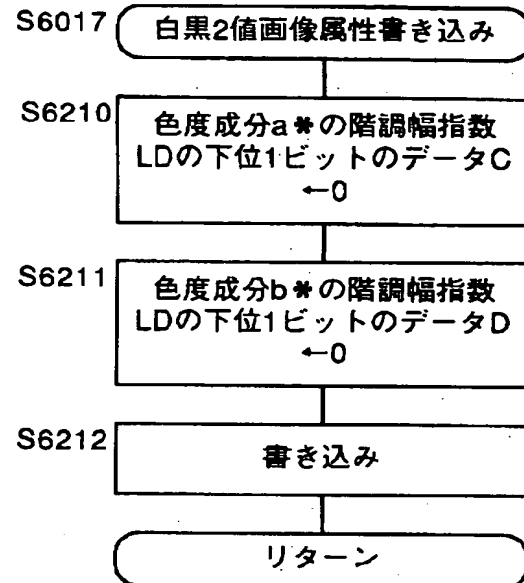 S6017 白黒2値画像属性書き込み
S6210 色度成分a*の階調幅指数
LDの下位1ビットのデータC
←0
S6211 色度成分b*の階調幅指数
LDの下位1ビットのデータD
←0
S6212 書き込み
リターン